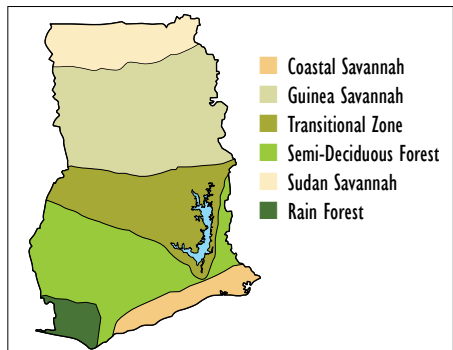 Coastal Savannah
Guinea Savannah
Transitional Zone
Semi-Deciduous Forest
Sudan Savannah
Rain Forest